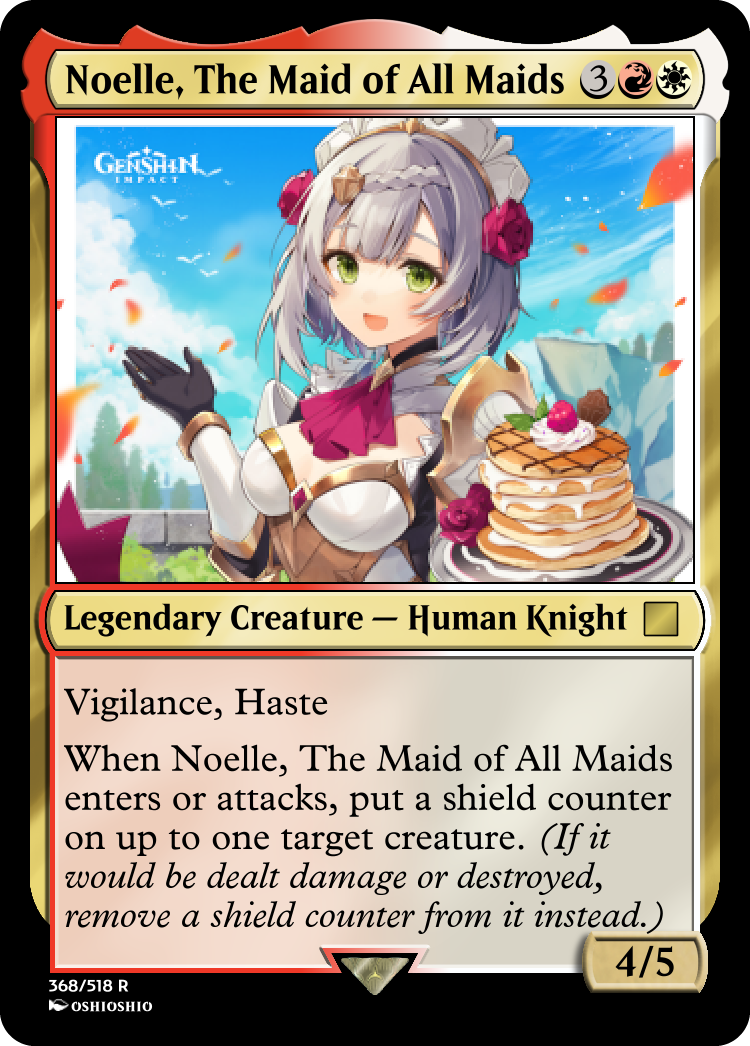 Noelle, The Maid of All Maids 3
GENSHIN
IMPACT
Legendary Creature — Human Knight
Vigilance, Haste
When Noelle, The Maid of All Maids
enters or attacks, put a shield counter
on up to one target creature. (If it
would be dealt damage or destroyed,
remove a shield counter from it instead.)
4/5
368/518 R
OSHIOSHIO